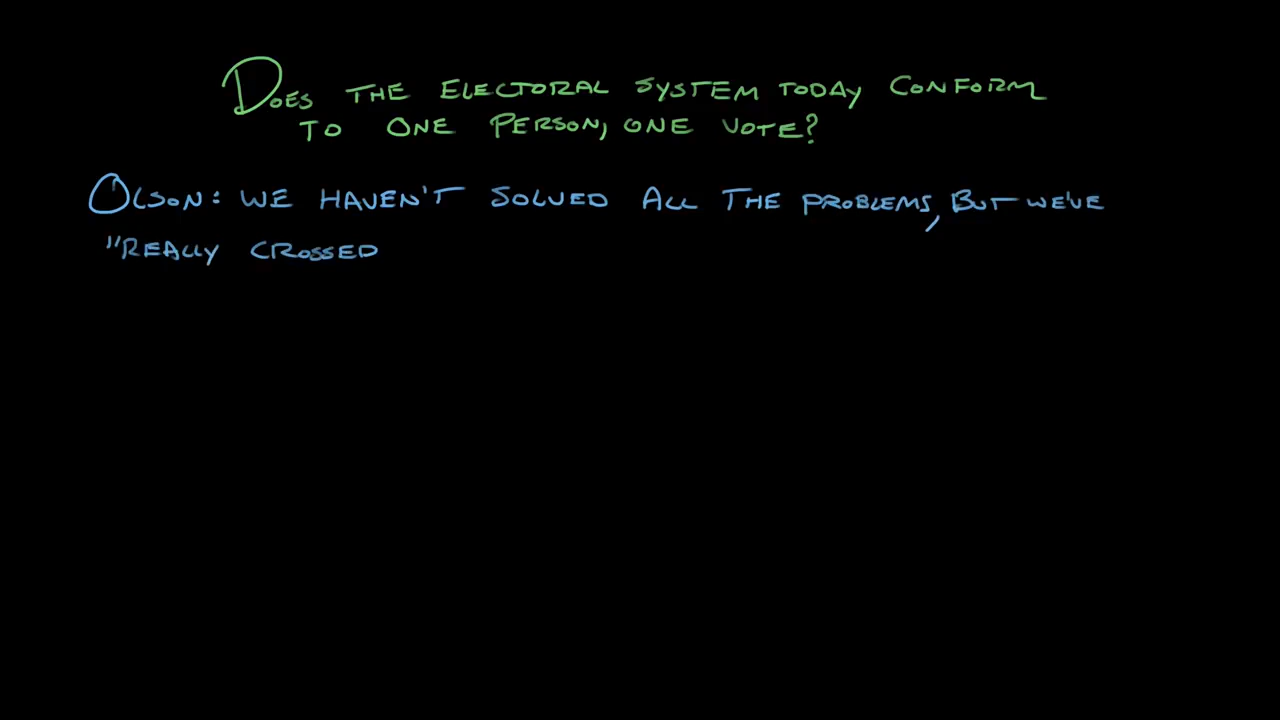 DOES THE ELECTORAL SYSTEM TODAY CONFORM
TO ONE PERSON, ONE VOTE?
OLSON: WE HAVEN'T SOLVED ALL THE PROBLEMS, BUT WE'VE
"REALLY CROSSED